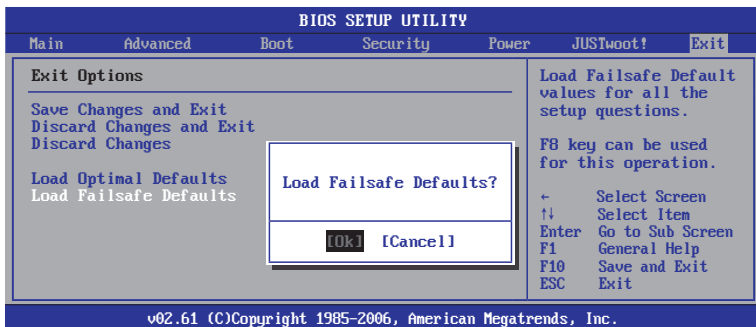 BIOS SETUP UTILITY
Main Advanced Boot Security Power JUSTwoot! Exit
Exit Options
Save Changes and Exit
Discard Changes and Exit
Discard Changes
Load Optimal Defaults
Load Failsafe Defaults
Load Failsafe Defaults?
[Ok] [Cancel]
Load Failsafe Default
values for all the
setup questions.
F8 key can be used
for this operation.
← Select Screen
↑↓ Select Item
Enter Go to Sub Screen
F1 General Help
F10 Save and Exit
ESC Exit
v02.61 (C)Copyright 1985-2006, American Megatrends, Inc.